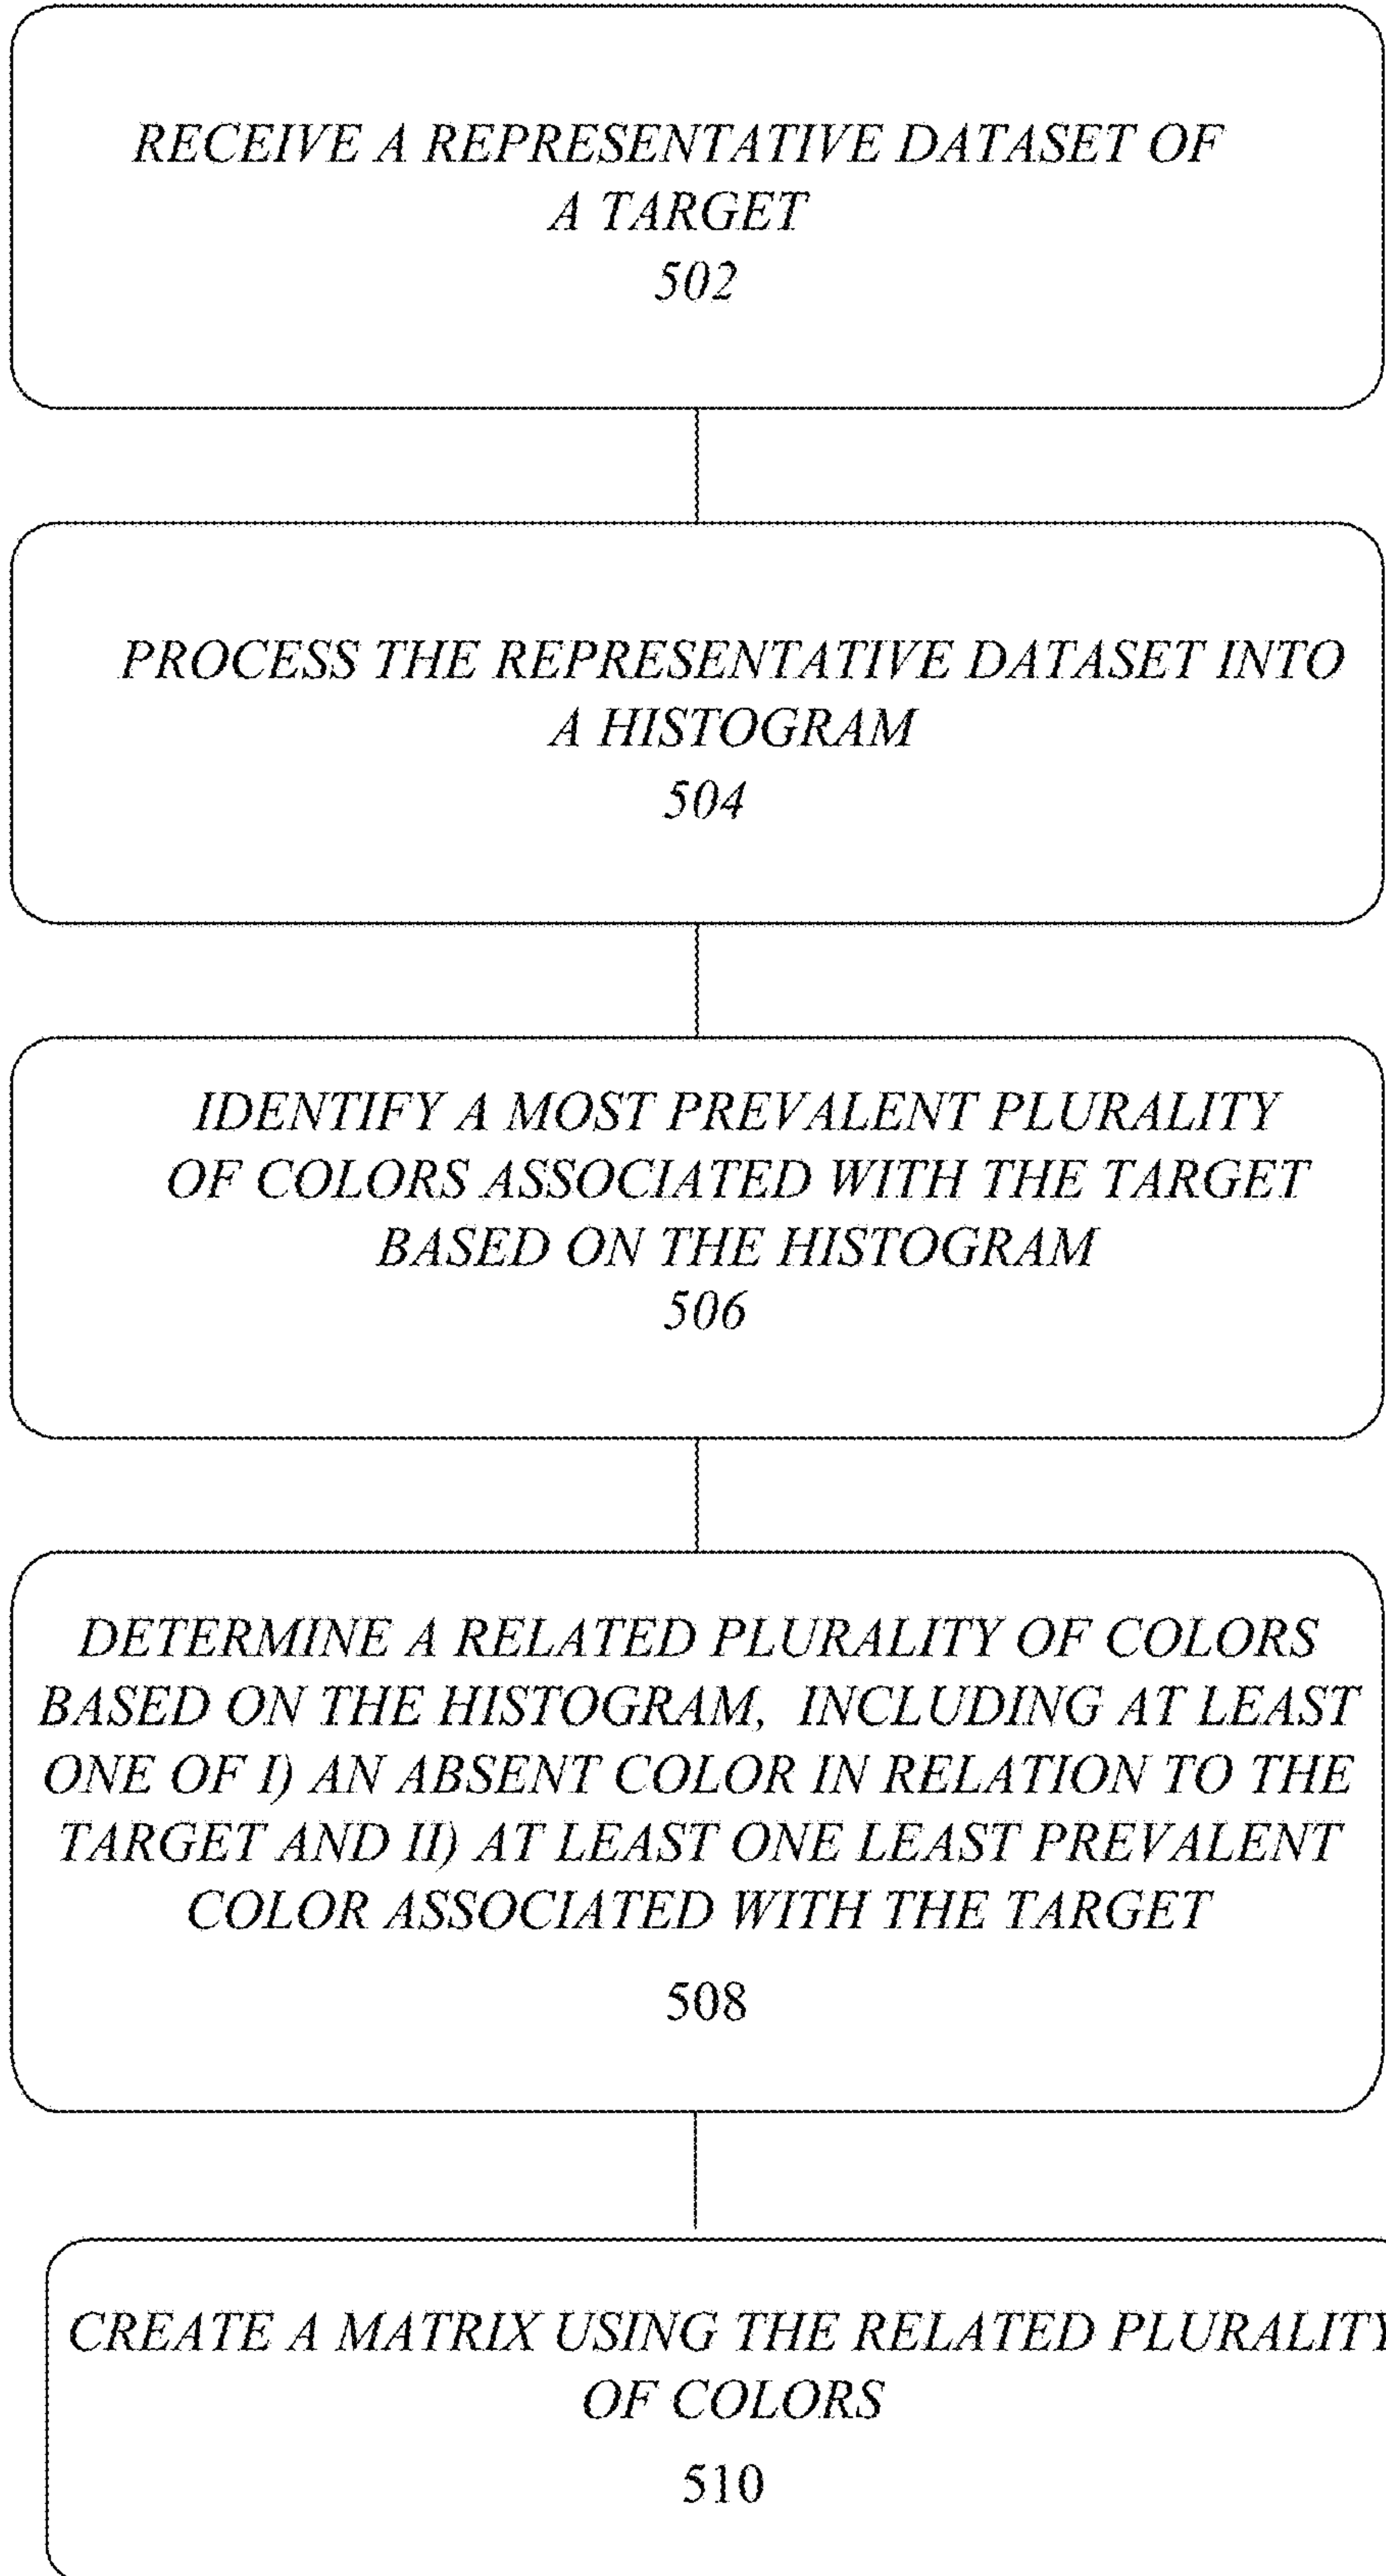 RECEIVE A REPRESENTATIVE DATASET OF
A TARGET
502
PROCESS THE REPRESENTATIVE DATASET INTO
A HISTOGRAM
504
IDENTIFY A MOST PREVALENT PLURALITY
OF COLORS ASSOCIATED WITH THE TARGET
BASED ON THE HISTOGRAM
506
DETERMINE A RELATED PLURALITY OF COLORS
BASED ON THE HISTOGRAM, INCLUDING AT LEAST
ONE OF I) AN ABSENT COLOR IN RELATION TO THE
TARGET AND II) AT LEAST ONE LEAST PREVALENT
COLOR ASSOCIATED WITH THE TARGET
508
CREATE A MATRIX USING THE RELATED PLURALITY
OF COLORS
510